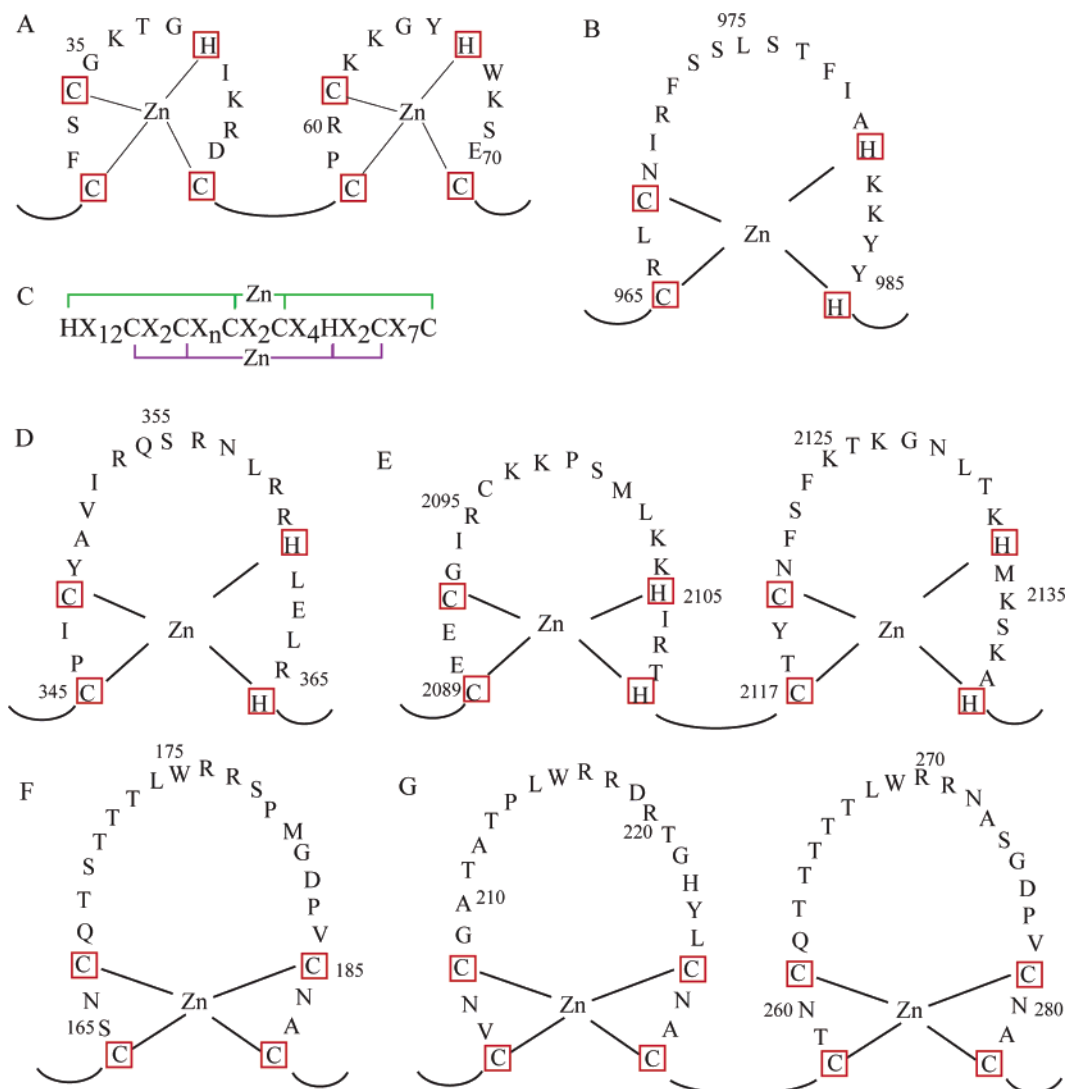 A
C F S C G K T G H I K R D C
35
Zn
C P R C K K G Y H W K S E C
60
70
Zn
B
C R L C N I R F S S L S T F I A H K K Y Y H
965
975
985
Zn
C
Zn
HX12CX2CXnCX2CX4HX2CX7C
Zn
D
C P I C Y A V I R Q S R N L R R H L E L R H
345
355
365
Zn
E
C E E C G I R C K K P S M L K K H I R T H
2089
2095
2105
Zn
C T Y C N F S F K T K G N L T K H M K S K A H
2117
2125
2135
Zn
F
C S N C Q T S T T T L W R R S P M G D P V C N A C
165
175
185
Zn
G
C V N C G A T A T P L W R R D R T G H Y L C N A C
210
220
Zn
C T N C Q T T T T T L W R R N A S G D P V C N A C
260
270
280
Zn